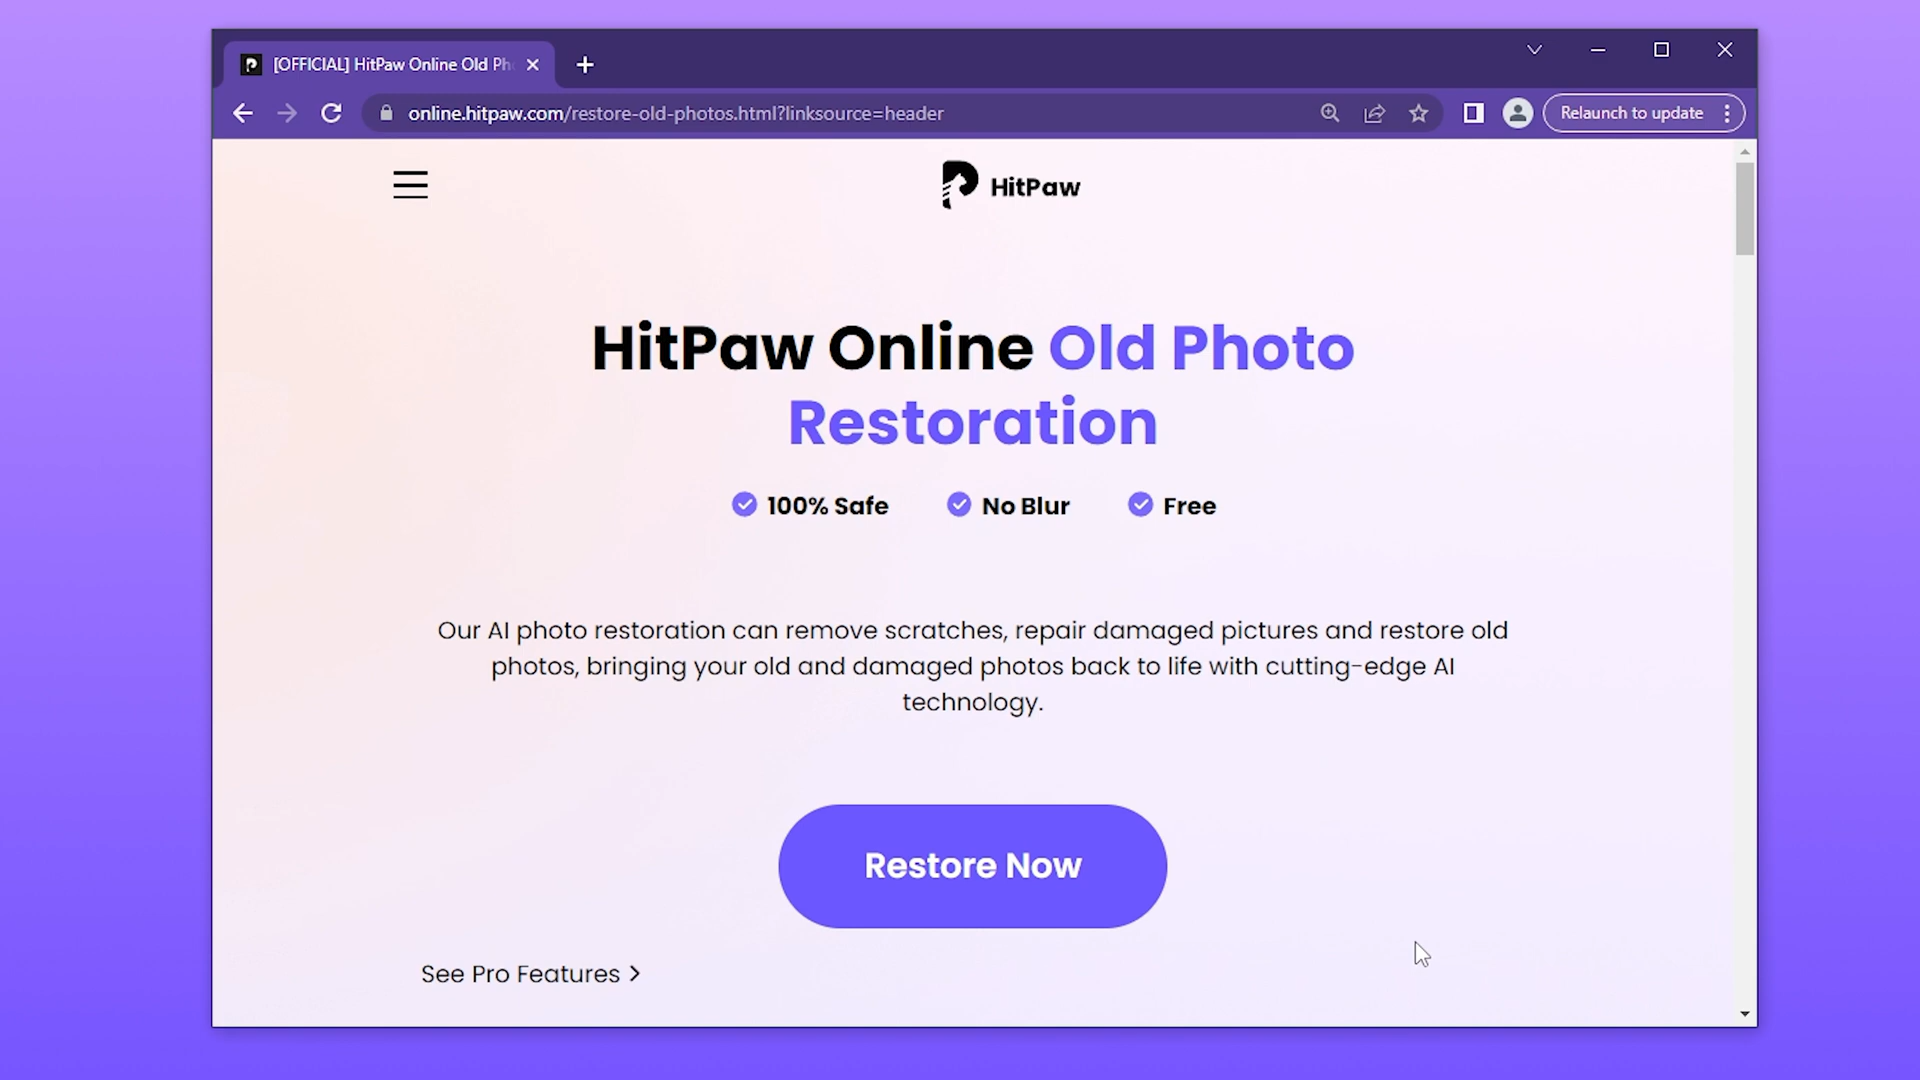 [OFFICIAL] HitPaw Online Old Ph
online.hitpaw.com/restore-old-photos.html?linksource=header
Relaunch to update
HitPaw
HitPaw Online Old Photo
Restoration
100% Safe
No Blur
Free
Our AI photo restoration can remove scratches, repair damaged pictures and restore old
photos, bringing your old and damaged photos back to life with cutting-edge AI
technology.
Restore Now
See Pro Features